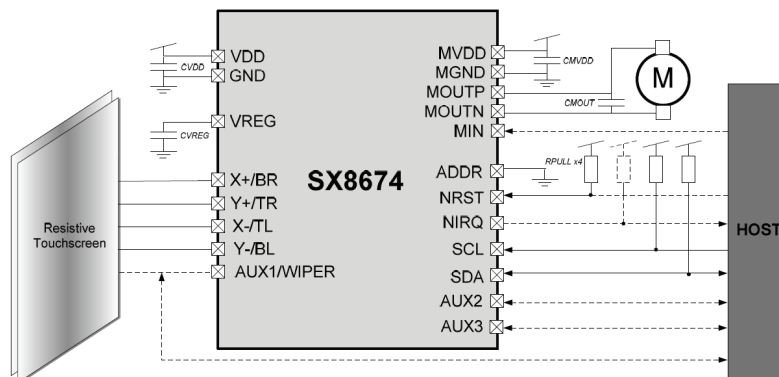 SX8674
VDD
GND
VREG
X+/BR
Y+/TR
X-/TL
Y-/BL
AUX1/WIPER
MVDD
MGND
MOUTP
MOUTN
MIN
ADDR
NRST
NIRQ
SCL
SDA
AUX2
AUX3
CVDD
CVREG
CMVDD
CMOUT
M
RPULL x4
Resistive
Touchscreen
HOST